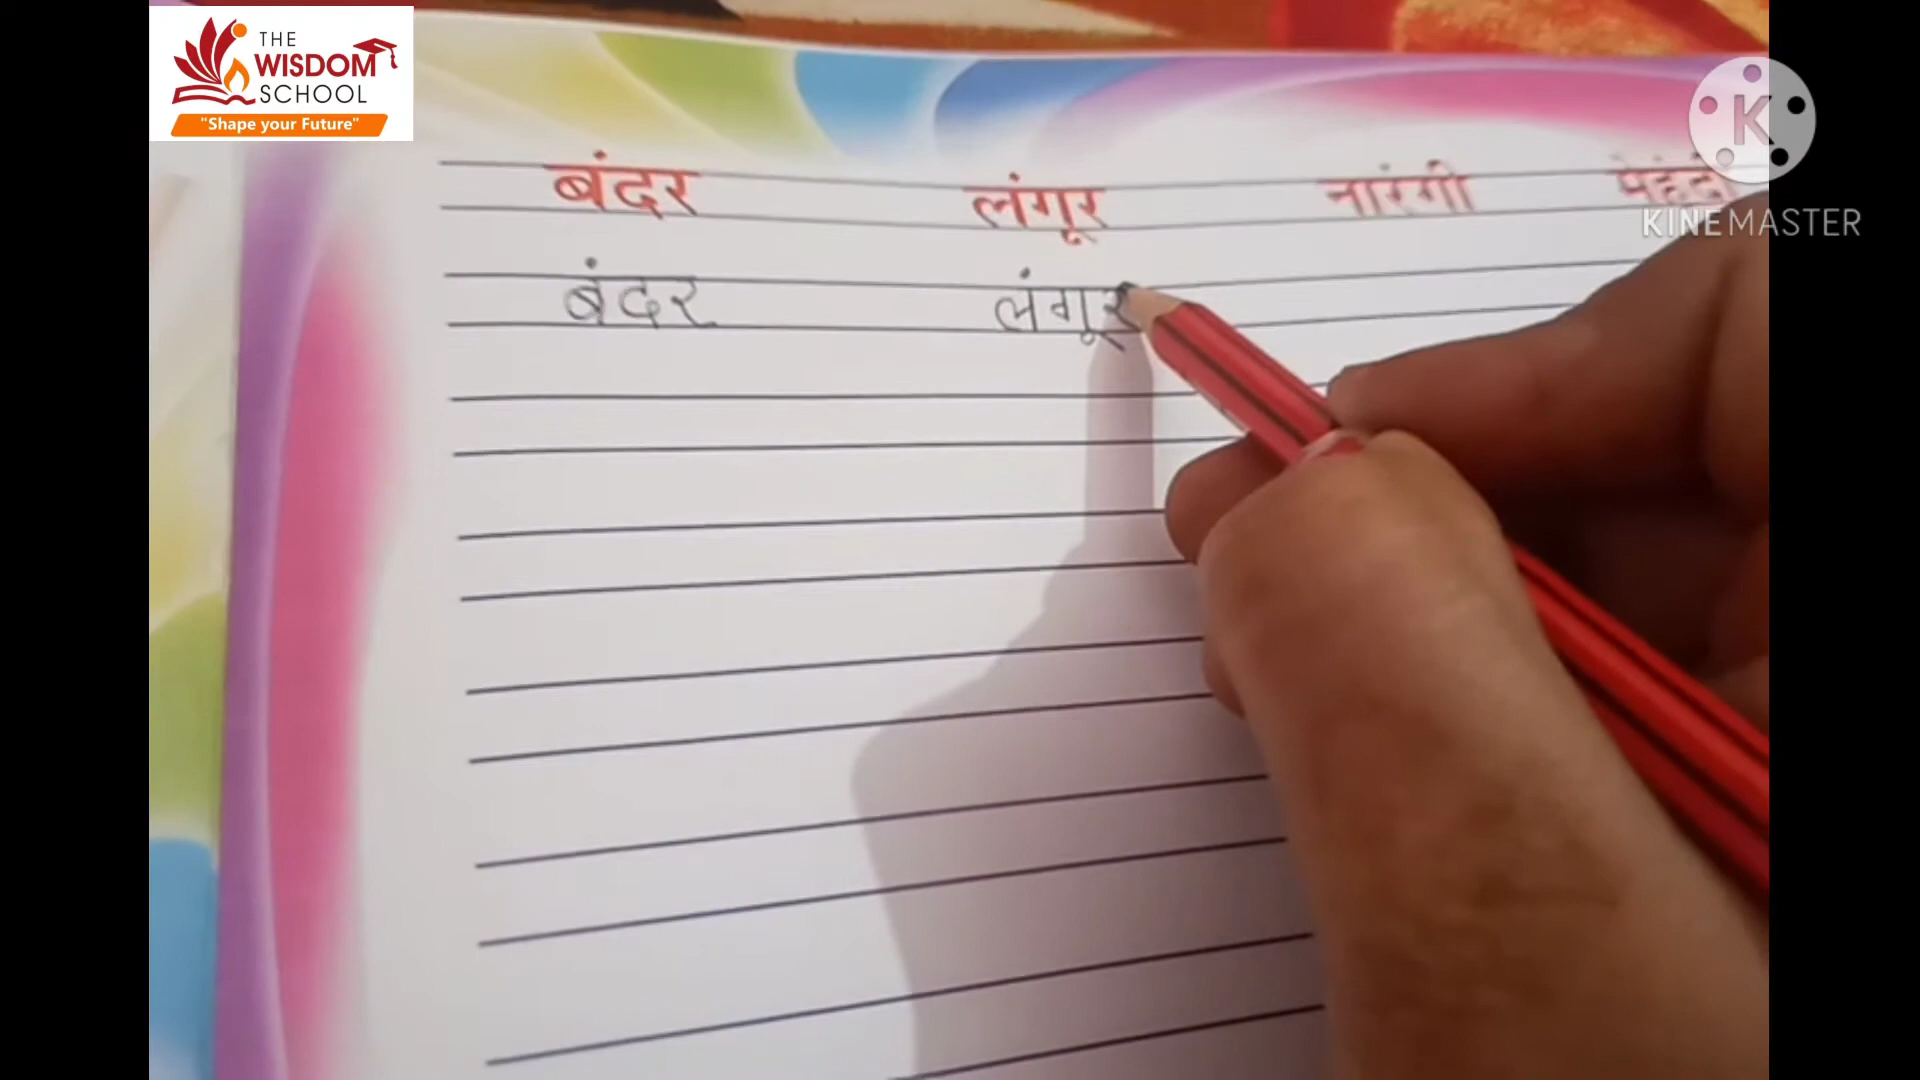 THE
WISDOM
SCHOOL
"Shape your Future"
K
KINEMASTER
बंदर लंगूर नारंगी मेहंदी
बंदर लंगूर